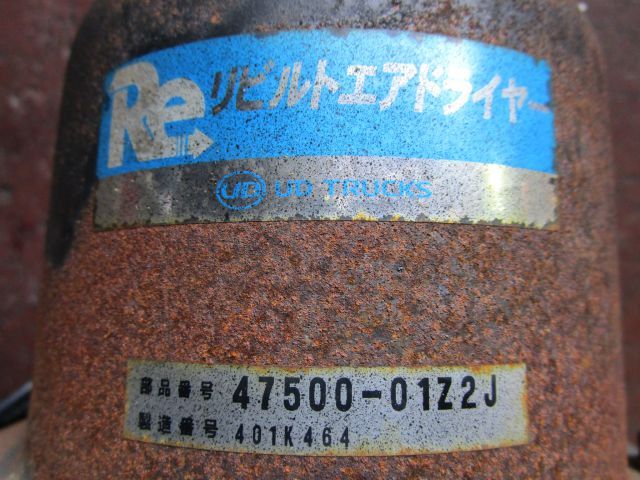 Re リビルトエアドライヤー
UD UD TRUCKS
部品番号 47500-01Z2J
製造番号 401K464